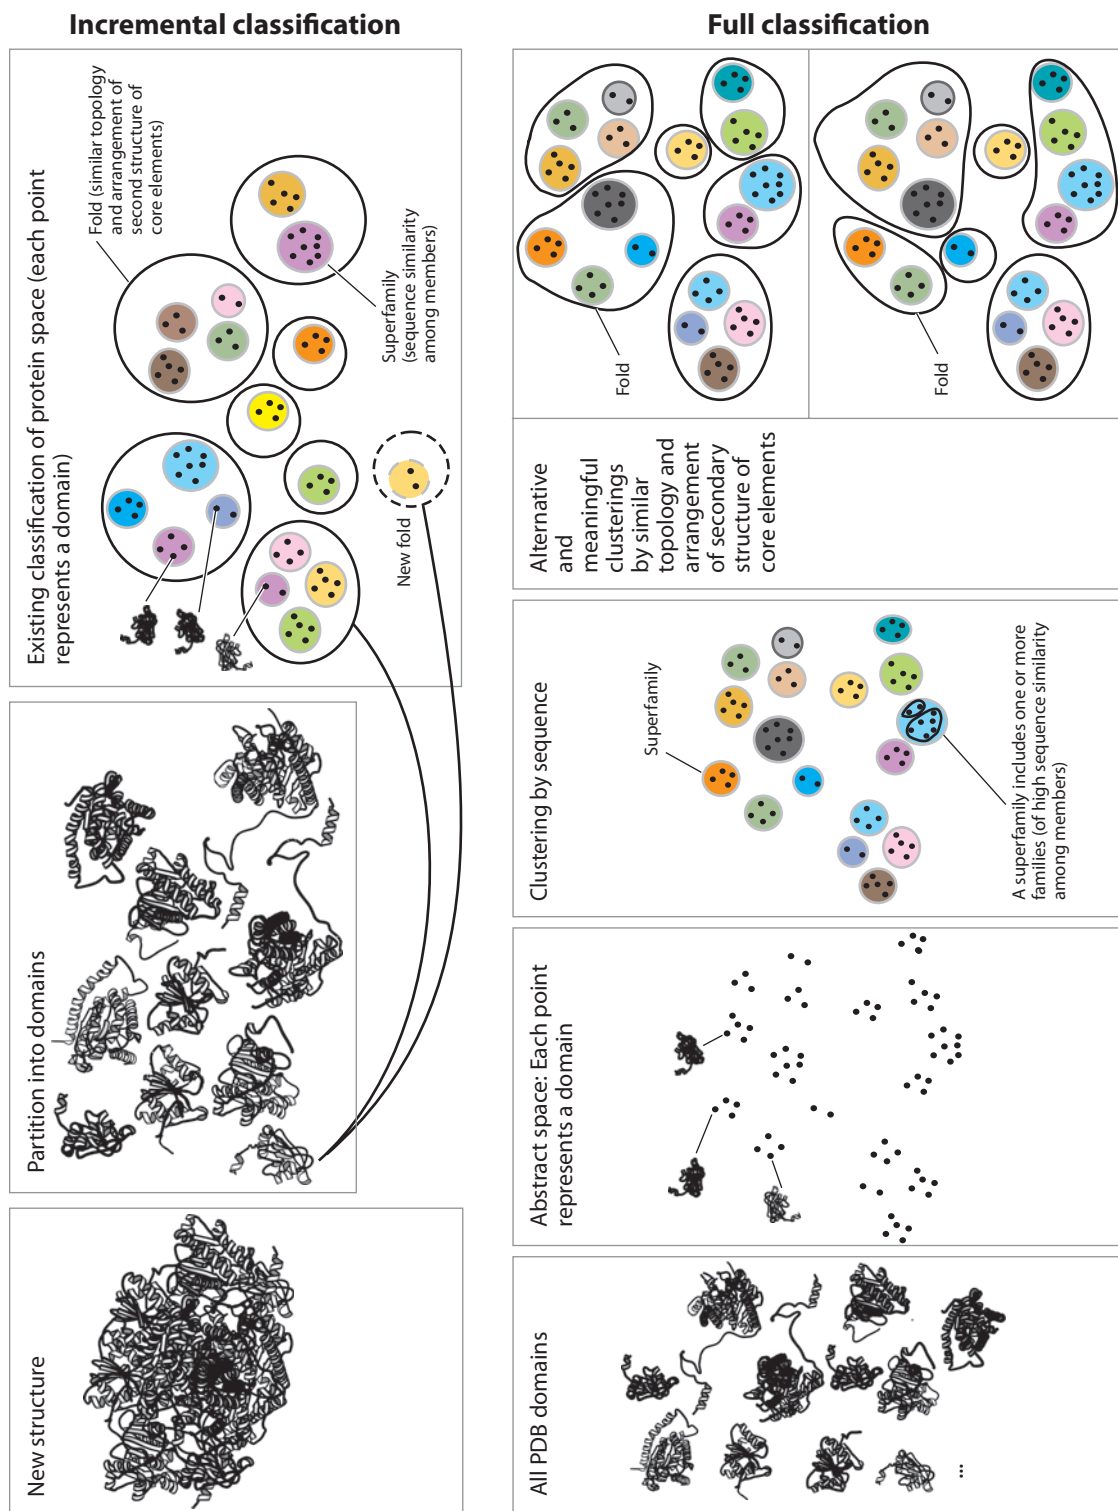 Incremental classification
New structure
Partition into domains
Existing classification of protein space (each point
represents a domain)
Fold (similar topology
and arrangement of
second structure of
core elements)
Superfamily
(sequence similarity
among members)
New fold
Full classification
All PDB domains
...
Abstract space: Each point
represents a domain
Clustering by sequence
Superfamily
A superfamily includes one or more
families (of high sequence similarity
among members)
Alternative
and
meaningful
clusterings
by similar
topology and
arrangement
of secondary
structure of
core elements
Fold
Fold